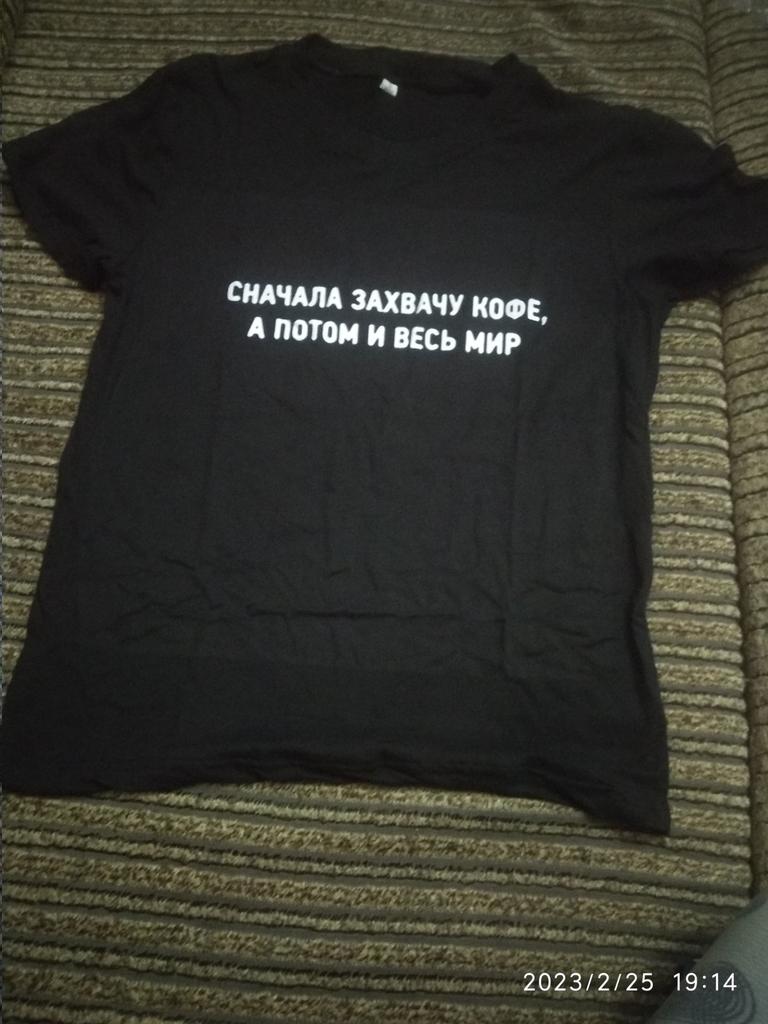 СНАЧАЛА ЗАХВАЧУ КОФЕ,
А ПОТОМ И ВЕСЬ МИР
2023/2/25 19:14